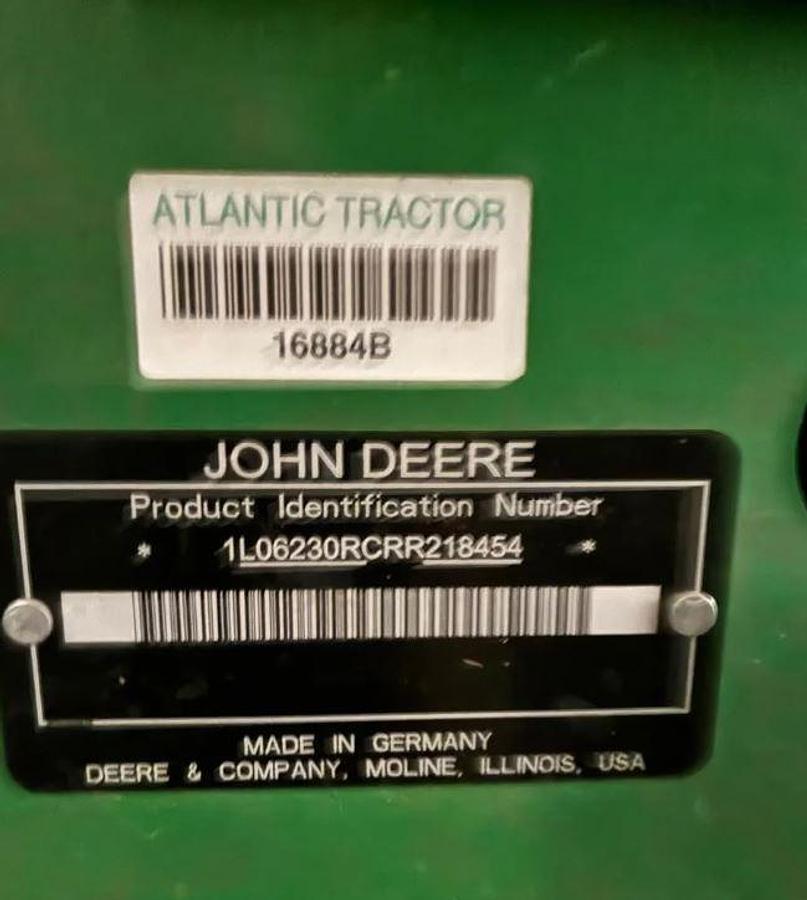 ATLANTIC TRACTOR
16884B
JOHN DEERE
Product Identification Number
* 1L06230RCRR218454 *
MADE IN GERMANY
DEERE & COMPANY, MOLINE, ILLINOIS, USA